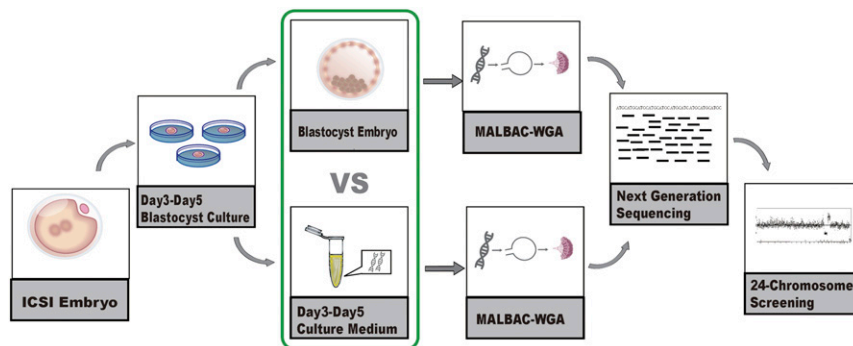 ICSI Embryo
Day3-Day5
Blastocyst Culture
Blastocyst Embryo
VS
Day3-Day5
Culture Medium
MALBAC-WGA
MALBAC-WGA
Next Generation
Sequencing
24-Chromosome
Screening